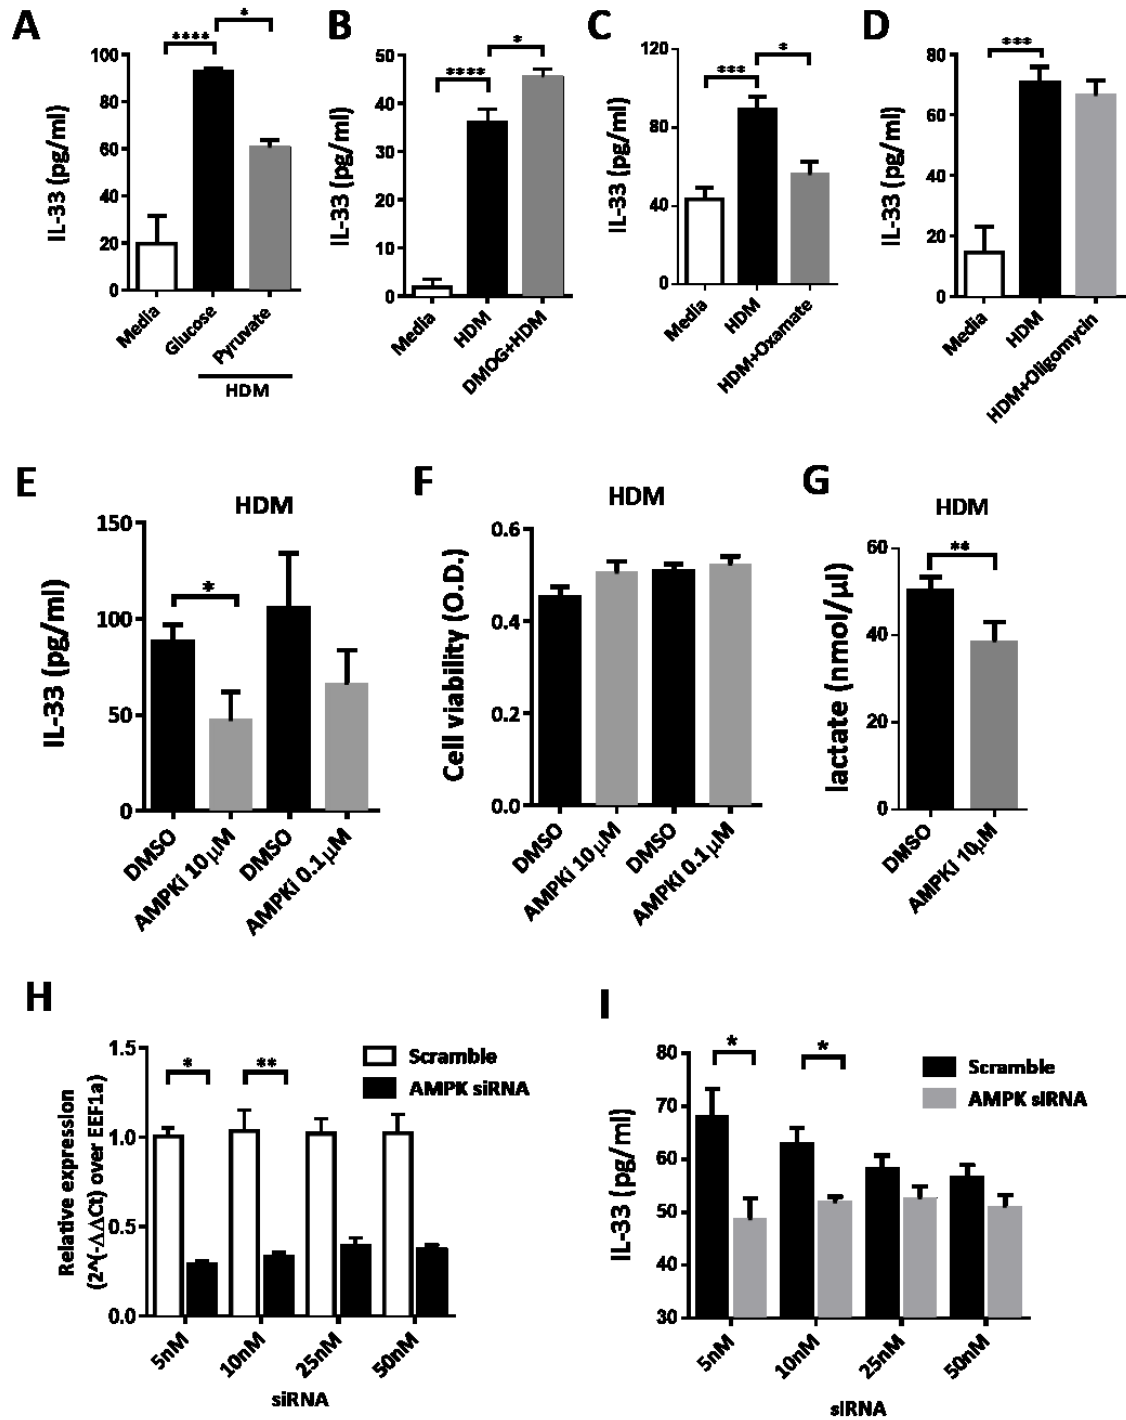 A
****
*
IL-33 (pg/ml)
100
80
60
40
20
0
Media
Glucose
Pyruvate
HDM
B
****
*
IL-33 (pg/ml)
50
40
30
20
10
0
Media
HDM
DMOG+HDM
C
***
*
IL-33 (pg/ml)
120
80
40
0
Media
HDM
HDM+Oxamate
D
***
IL-33 (pg/ml)
80
60
40
20
0
Media
HDM
HDM+Oligomycin
E
HDM
*
IL-33 (pg/ml)
150
100
50
0
DMSO
AMPKi 10μM
DMSO
AMPKi 0.1μM
F
HDM
Cell viability (O.D.)
0.6
0.4
0.2
0.0
DMSO
AMPKi 10μM
DMSO
AMPKi 0.1μM
G
HDM
**
lactate (nmol/μl)
60
40
20
0
DMSO
AMPKi 10μM
H
Scramble
AMPK siRNA
*
**
Relative expression
(2^(-ΔΔCt) over EEF1a)
1.5
1.0
0.5
0.0
5nM
10nM
25nM
50nM
siRNA
I
Scramble
AMPK siRNA
*
*
IL-33 (pg/ml)
80
70
60
50
40
30
5nM
10nM
25nM
50nM
siRNA